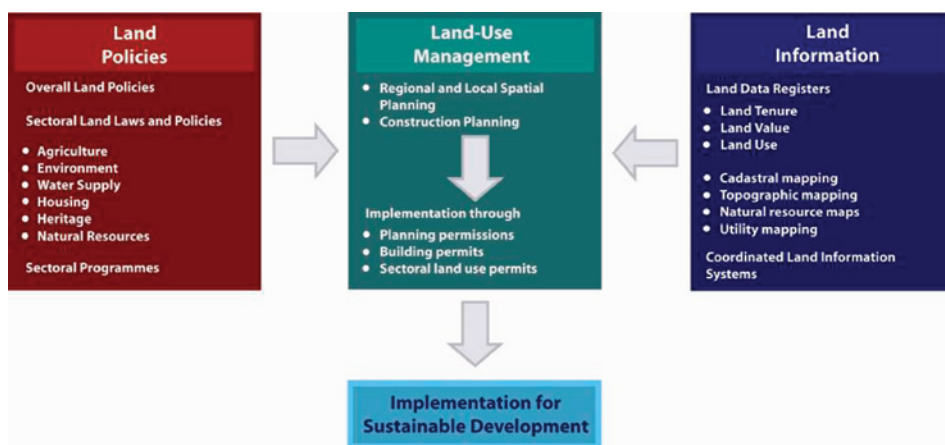 Land
Policies
Overall Land Policies
Sectoral Land Laws and Policies
• Agriculture
• Environment
• Water Supply
• Housing
• Heritage
• Natural Resources
Sectoral Programmes
Land-Use
Management
• Regional and Local Spatial
Planning
• Construction Planning
Implementation through
• Planning permissions
• Building permits
• Sectoral land use permits
Land
Information
Land Data Registers
• Land Tenure
• Land Value
• Land Use
• Cadastral mapping
• Topographic mapping
• Natural resource maps
• Utility mapping
Coordinated Land Information
Systems
Implementation for
Sustainable Development